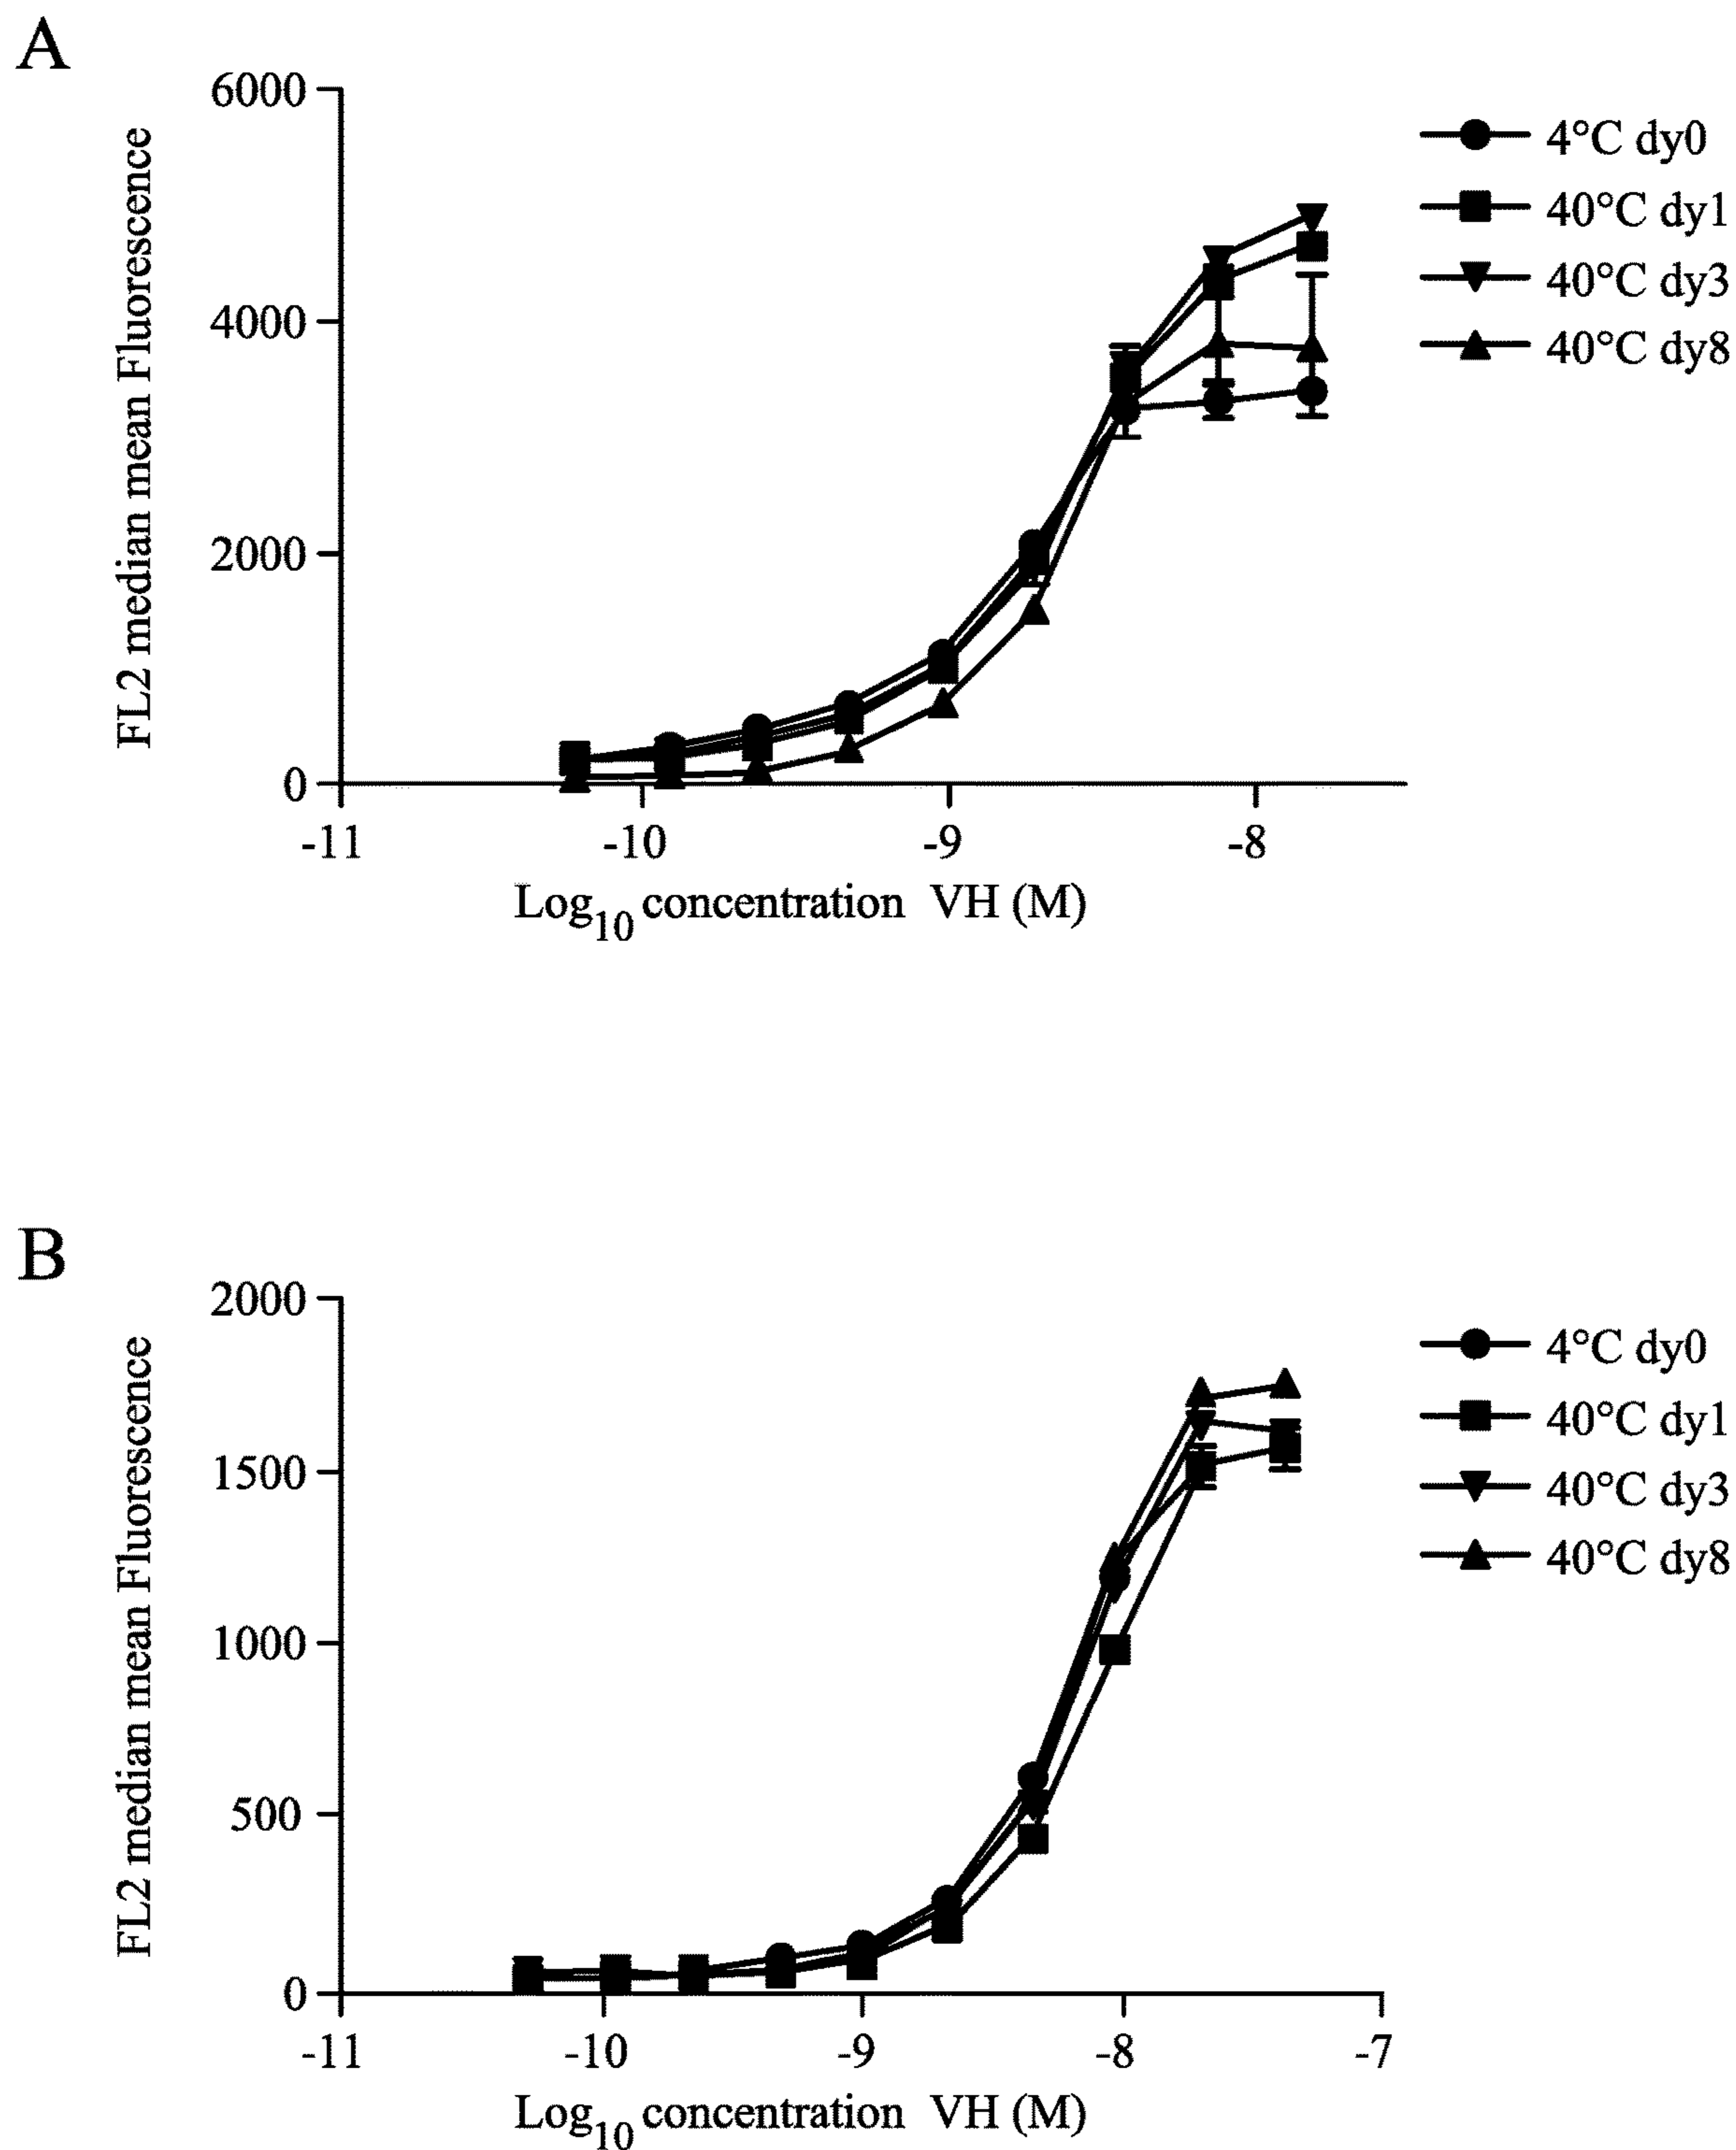 A
6000
4000
2000
0
FL2 median mean Fluorescence
-11
-10
-9
-8
Log10 concentration VH (M)
4°C dy0
40°C dy1
40°C dy3
40°C dy8
B
2000
1500
1000
500
0
FL2 median mean Fluorescence
-11
-10
-9
-8
-7
Log10 concentration VH (M)
4°C dy0
40°C dy1
40°C dy3
40°C dy8